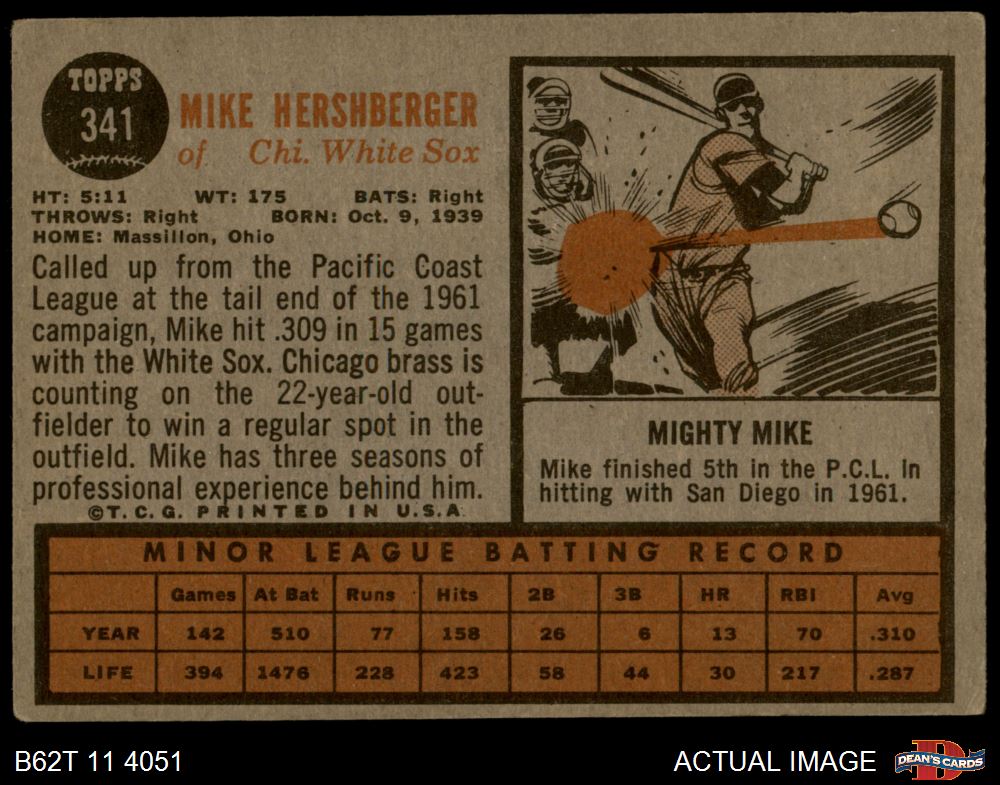 TOPPS
341
MIKE HERSHBERGER
of Chi. White Sox
HT: 5:11 WT: 175 BATS: Right
THROWS: Right BORN: Oct. 9, 1939
HOME: Massillon, Ohio
Called up from the Pacific Coast
League at the tail end of the 1961
campaign, Mike hit .309 in 15 games
with the White Sox. Chicago brass is
counting on the 22-year-old out-
fielder to win a regular spot in the
outfield. Mike has three seasons of
professional experience behind him.
©T. C. G. PRINTED IN U.S.A.
MIGHTY MIKE
Mike finished 5th in the P.C.L. In
hitting with San Diego in 1961.
MINOR LEAGUE BATTING RECORD
Games At Bat Runs Hits 2B 3B HR RBI Avg
YEAR 142 510 77 158 26 6 13 70 .310
LIFE 394 1476 228 423 58 44 30 217 .287
B62T 11 4051 ACTUAL IMAGE DEAN'S CARDS